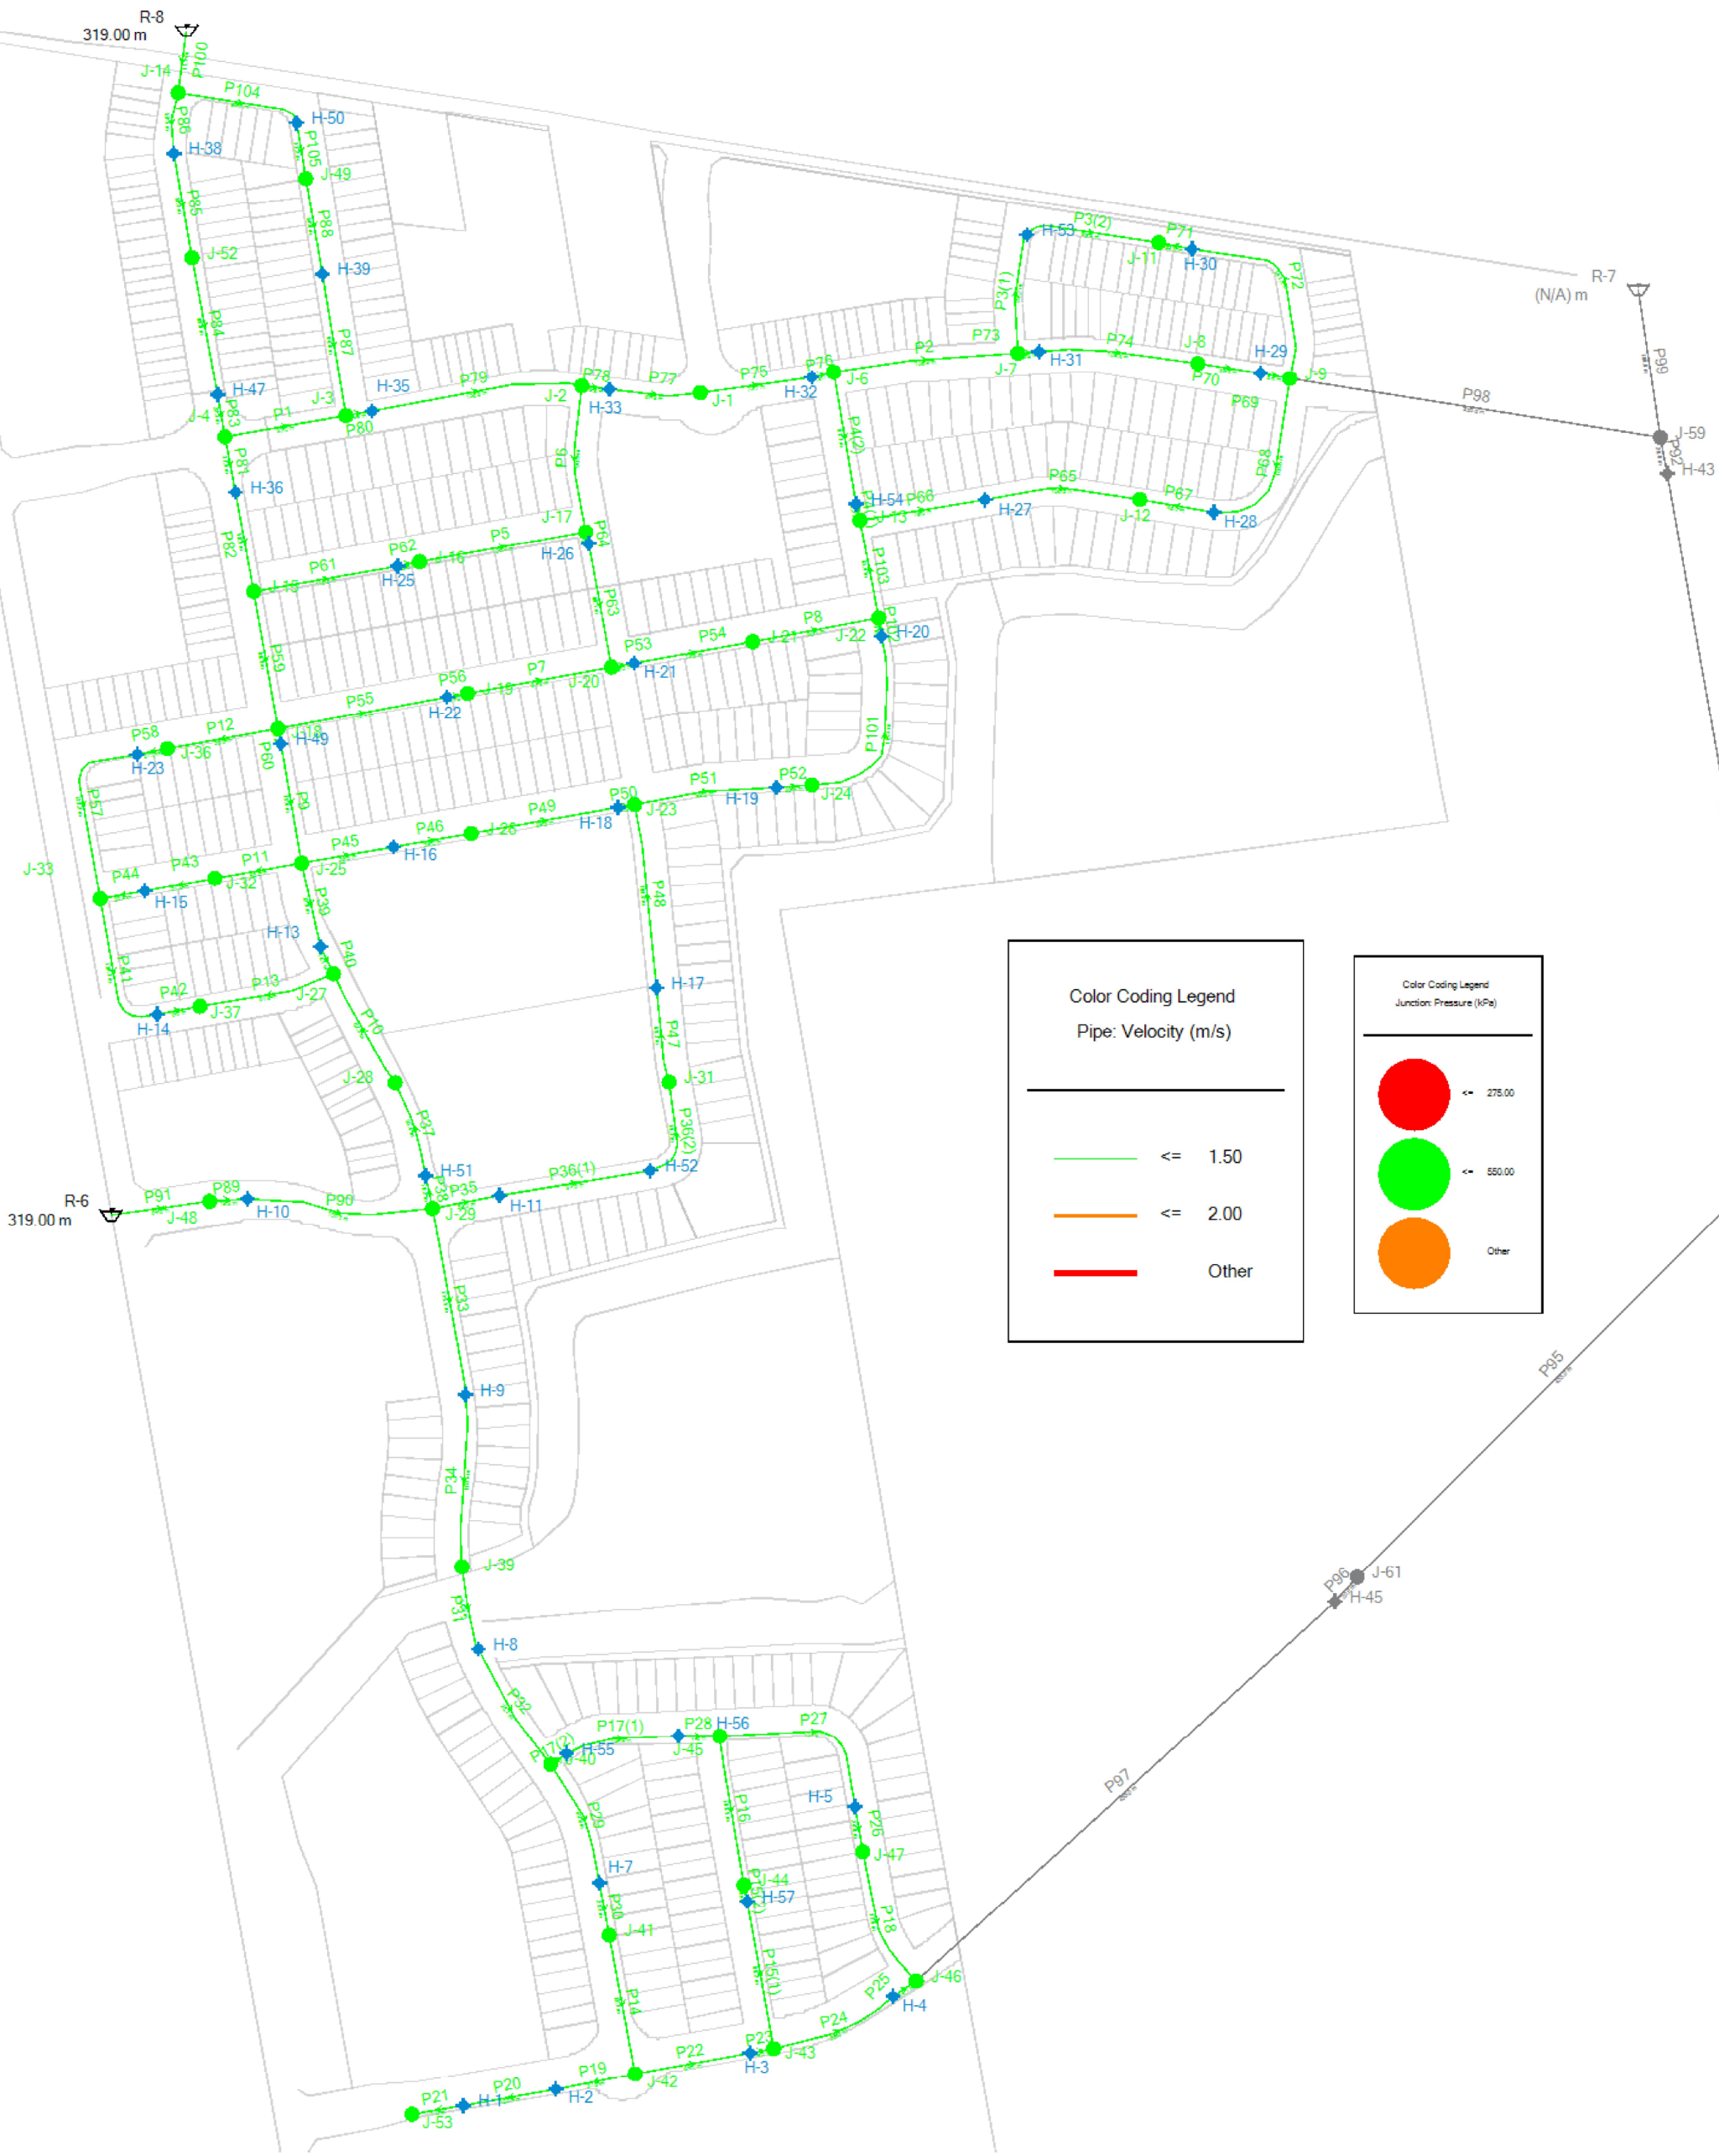 R-8
319.00 m
P100
J-14
P104
P86
H-50
H-38
P105
J-49
P85
P88
J-52
H-39
P84
P87
H-47
J-4
P83
P1
J-3
H-35
P80
P79
J-2
P78
H-33
P77
J-1
P75
H-32
P76
J-6
P2
P73
J-7
H-31
P74
J-8
P70
H-29
J-9
P69
P3(1)
H-53
P3(2)
P71
J-11
H-30
P72
R-7
(N/A) m
P99
P98
J-59
P92
H-43
P81
H-36
P82
P6
P4(2)
H-54
J-13
P66
H-27
P65
J-12
P67
H-28
P68
J-17
P64
H-26
P5
P62
J-16
H-25
P61
J-15
P103
P59
P63
P53
P54
J-21
P8
J-22
P102
H-20
H-21
J-20
P7
P56
J-19
H-22
P55
J-18
H-49
P60
P12
P58
J-36
H-23
P57
P101
P9
P51
P52
H-19
J-24
P50
J-23
H-18
P49
P46
H-16
P45
J-25
P11
P43
J-32
P44
H-15
J-33
P39
P48
H-13
P40
P41
P42
P13
J-27
J-37
H-14
H-17
P10
P47
J-28
J-31
P37
P36(2)
H-51
P36(1)
H-52
P38
P35
H-11
R-6
319.00 m
P91
P89
J-48
H-10
P90
J-29
P33
H-9
P34
J-39
P31
H-8
P32
P17(2)
H-55
J-40
P17(1)
P28
J-45
H-56
P27
P29
P16
H-5
P26
J-47
H-7
J-44
P15(2)
H-57
P30
J-41
P18
P14
P15(1)
J-46
P25
H-4
P24
P23
J-43
H-3
P22
J-42
P19
H-2
P20
H-1
P21
J-53
P95
P96
J-61
H-45
P97
Color Coding Legend
Pipe: Velocity (m/s)
<= 1.50
<= 2.00
Other
Color Coding Legend
Junction: Pressure (kPa)
<= 275.00
<= 550.00
Other